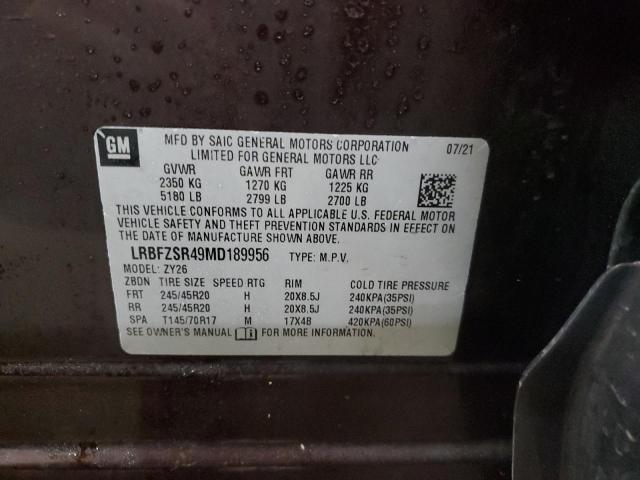 GM
MFD BY SAIC GENERAL MOTORS CORPORATION 07/21
LIMITED FOR GENERAL MOTORS LLC
GVWR GAWR FRT GAWR RR
2350 KG 1270 KG 1225 KG
5180 LB 2799 LB 2700 LB
THIS VEHICLE CONFORMS TO ALL APPLICABLE U.S. FEDERAL MOTOR
VEHICLE SAFETY AND THEFT PREVENTION STANDARDS IN EFFECT ON
THE DATE OF MANUFACTURE SHOWN ABOVE.
LRBFZSR49MD189956 TYPE: M.P.V.
MODEL: ZY26
ZBDN TIRE SIZE SPEED RTG RIM COLD TIRE PRESSURE
FRT 245/45R20 H 20X8.5J 240KPA(35PSI)
RR 245/45R20 H 20X8.5J 240KPA(35PSI)
SPA T145/70R17 M 17X4B 420KPA(60PSI)
SEE OWNER'S MANUAL FOR MORE INFORMATION.